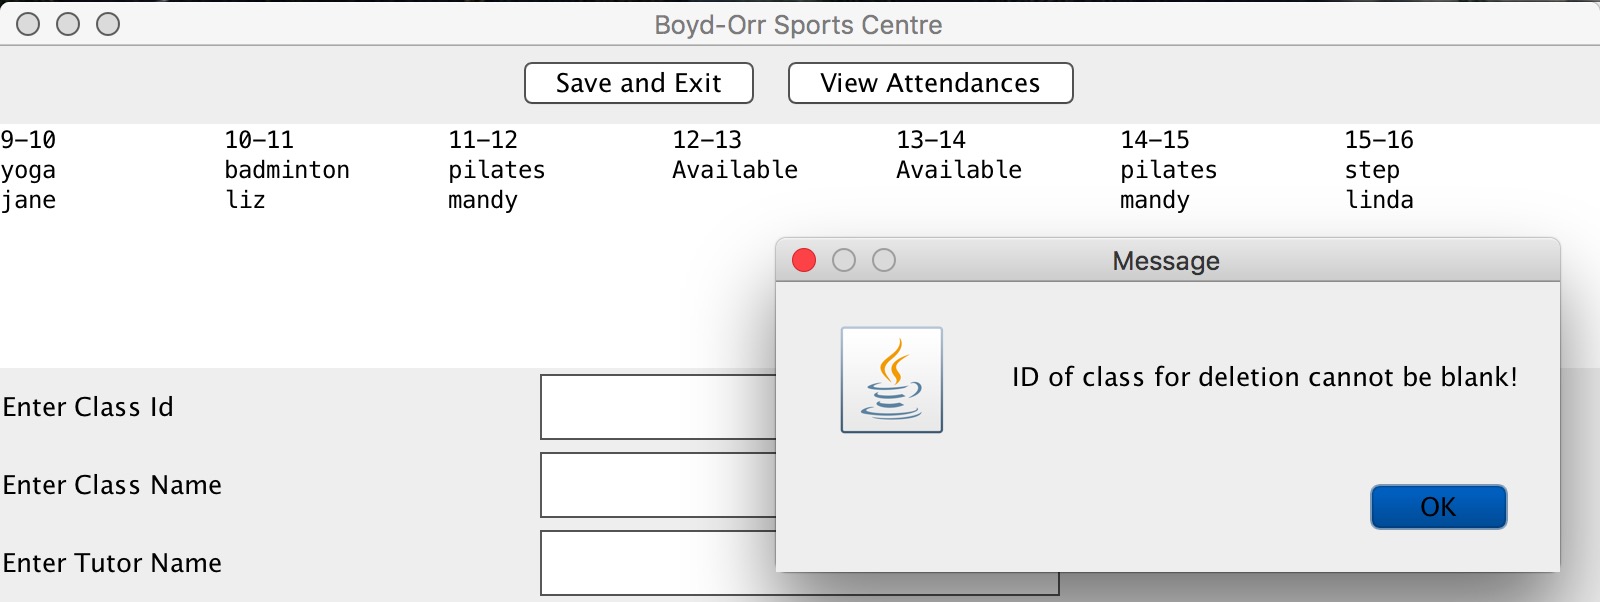 Boyd-Orr Sports Centre
Save and Exit View Attendances
9-10 10-11 11-12 12-13 13-14 14-15 15-16
yoga badminton pilates Available Available pilates step
jane liz mandy mandy linda
Message
ID of class for deletion cannot be blank!
OK
Enter Class Id
Enter Class Name
Enter Tutor Name